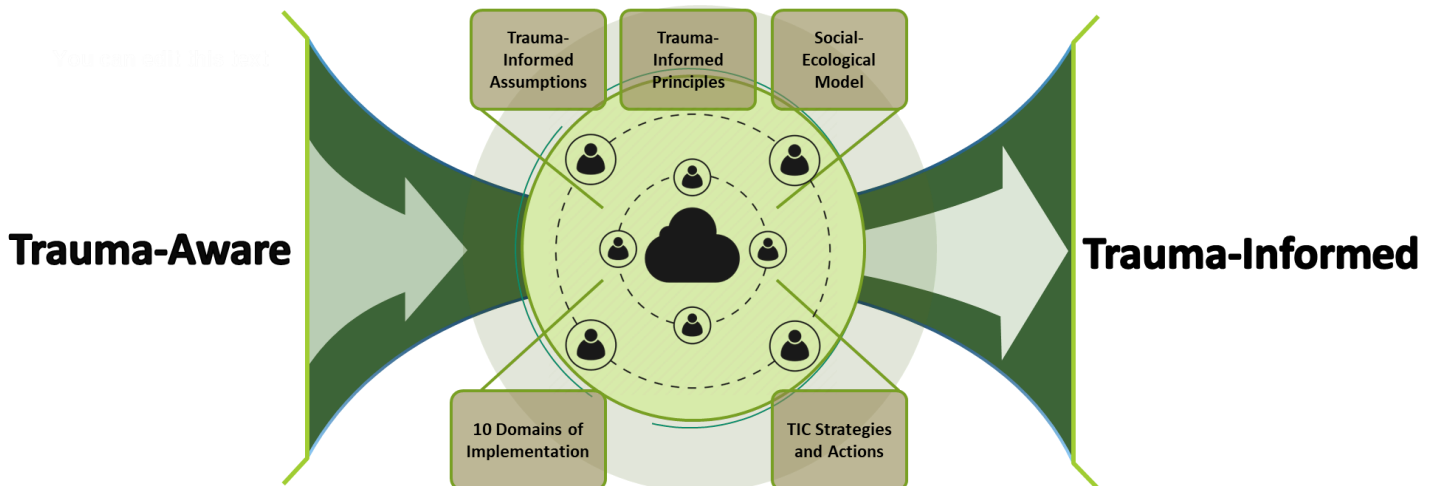 Trauma-Aware
Trauma-
Informed
Assumptions
Trauma-
Informed
Principles
Social-
Ecological
Model
10 Domains of
Implementation
TIC Strategies
and Actions
Trauma-Informed